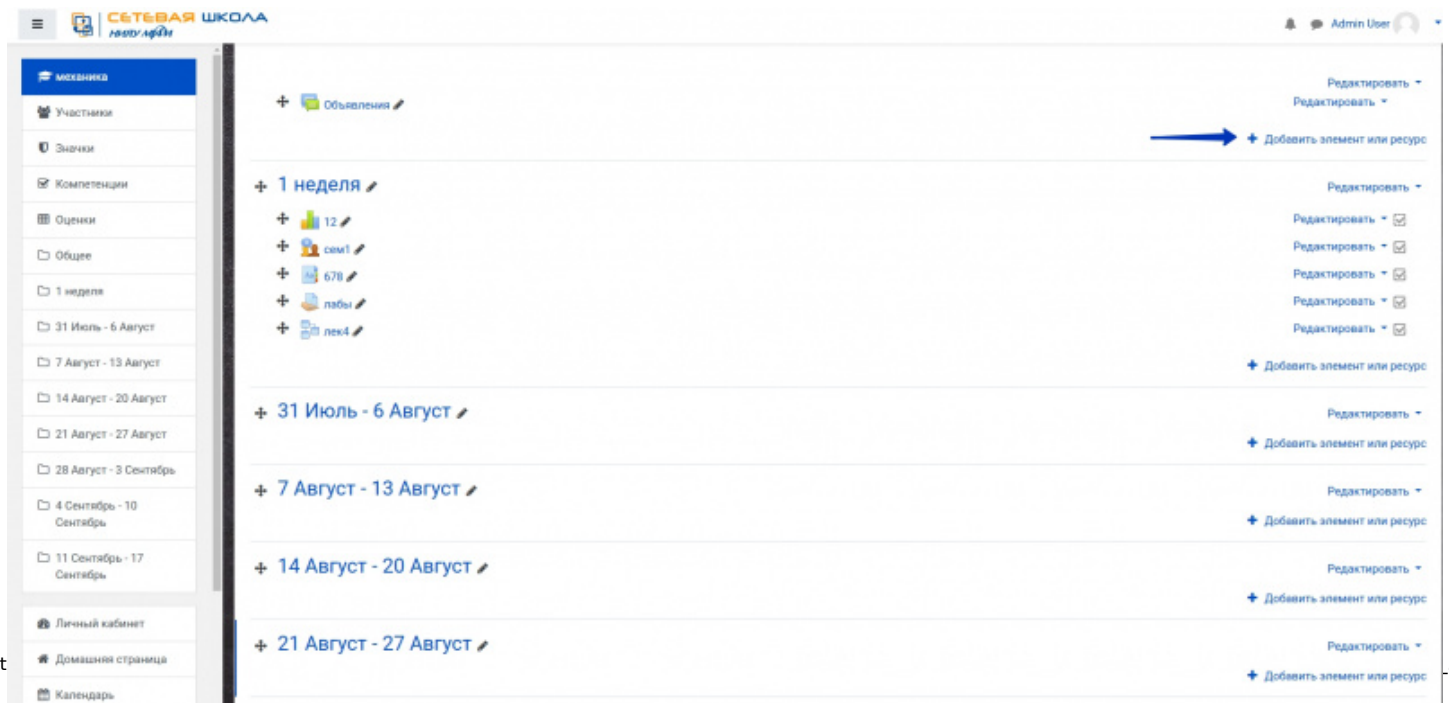 СЕТЕВАЯ ШКОЛА
НИЯУ МИФИ
Admin User
механика
Участники
Значки
Компетенции
Оценки
Общее
1 неделя
31 Июль - 6 Август
7 Август - 13 Август
14 Август - 20 Август
21 Август - 27 Август
28 Август - 3 Сентябрь
4 Сентябрь - 10
Сентябрь
11 Сентябрь - 17
Сентябрь
Личный кабинет
Домашняя страница
Календарь
t
Редактировать
Объявления
Редактировать
+ Добавить элемент или ресурс
1 неделя
Редактировать
12
Редактировать
сем1
Редактировать
678
Редактировать
лабы
Редактировать
лек4
Редактировать
+ Добавить элемент или ресурс
31 Июль - 6 Август
Редактировать
+ Добавить элемент или ресурс
7 Август - 13 Август
Редактировать
+ Добавить элемент или ресурс
14 Август - 20 Август
Редактировать
+ Добавить элемент или ресурс
21 Август - 27 Август
Редактировать
+ Добавить элемент или ресурс
-